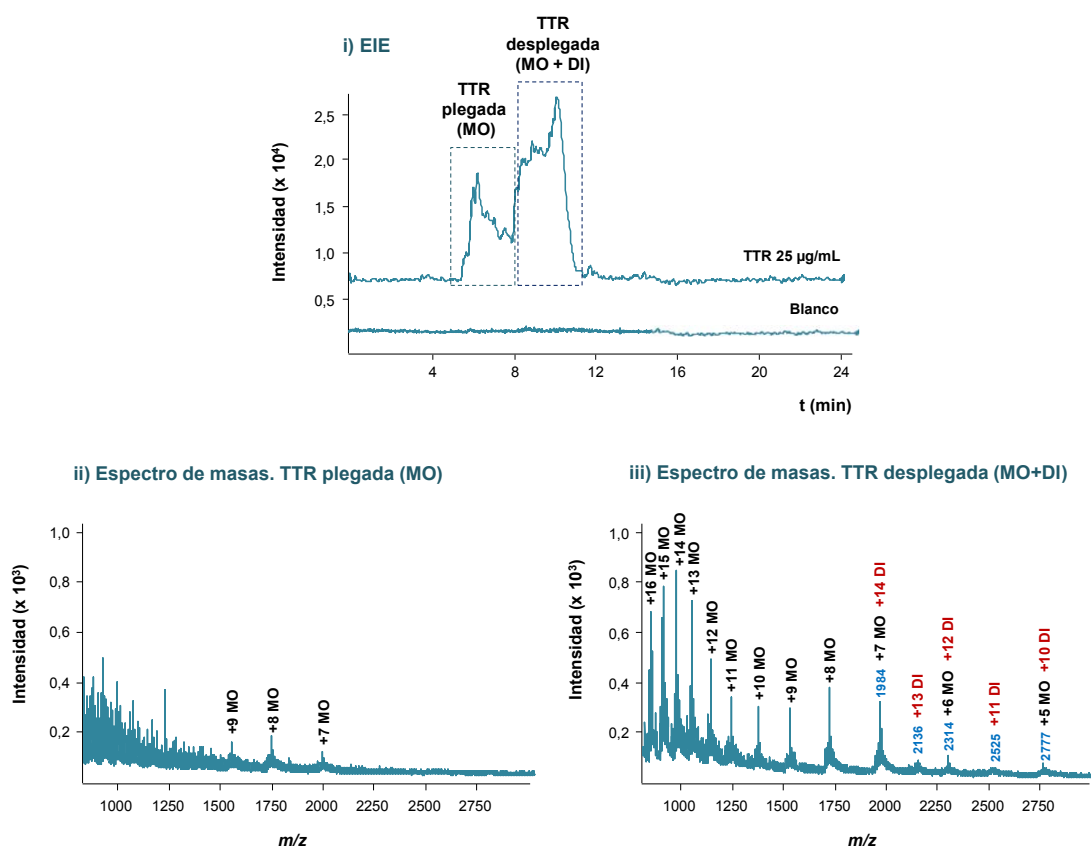 i) EIE
TTR
desplegada
(MO + DI)
TTR
plegada
(MO)
Intensidad (x 10⁴)
2,5
2,0
1,5
1,0
0,5
TTR 25 µg/mL
Blanco
4 8 12 16 20 24
t (min)
ii) Espectro de masas. TTR plegada (MO)
Intensidad (x 10³)
1,0
0,8
0,6
0,4
0,2
+9 MO
+8 MO
+7 MO
1000 1250 1500 1750 2000 2250 2500 2750
m/z
iii) Espectro de masas. TTR desplegada (MO+DI)
Intensidad (x 10³)
1,0
0,8
0,6
0,4
0,2
+16 MO
+15 MO
+14 MO
+13 MO
+12 MO
+11 MO
+10 MO
+9 MO
+8 MO
1984 +7 MO +14 DI
2136 +13 DI
2314 +6 MO +12 DI
2525 +11 DI
2777 +5 MO +10 DI
1000 1250 1500 1750 2000 2250 2500 2750
m/z